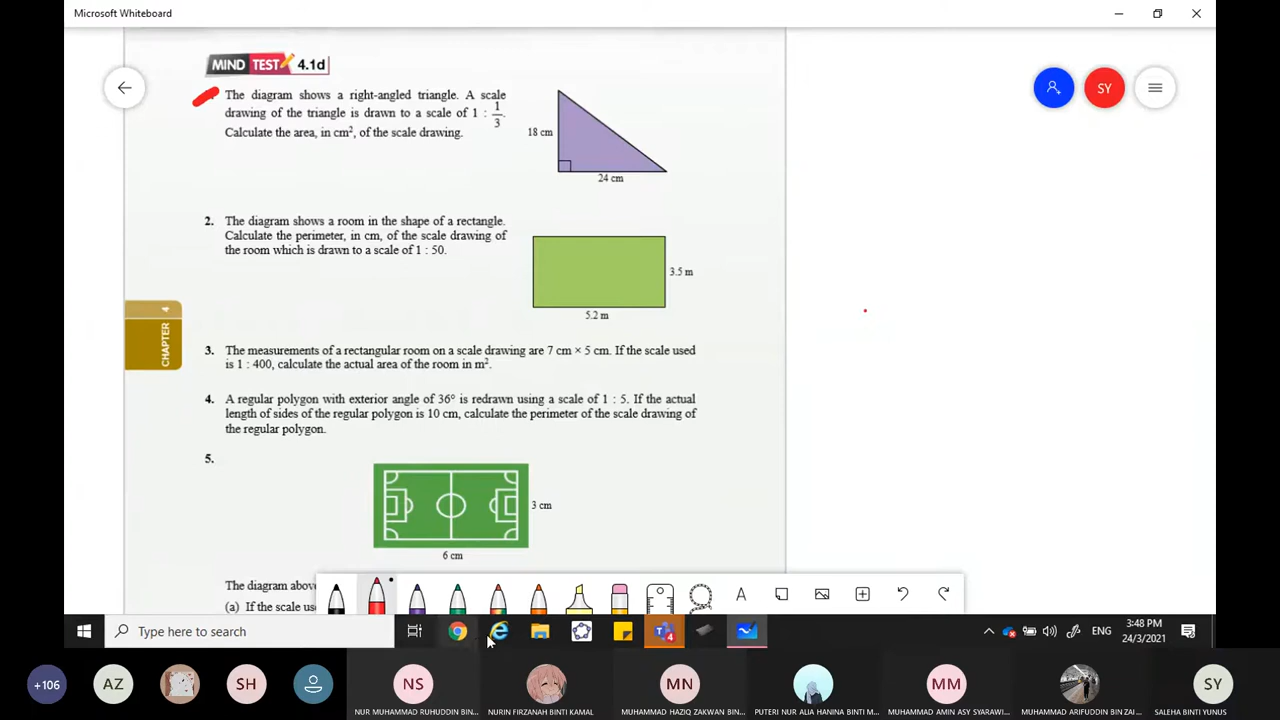 Microsoft Whiteboard
MIND TEST 4.1d
The diagram shows a right-angled triangle. A scale
drawing of the triangle is drawn to a scale of 1 : 1/3.
Calculate the area, in cm², of the scale drawing.
18 cm
24 cm
2. The diagram shows a room in the shape of a rectangle.
Calculate the perimeter, in cm, of the scale drawing of
the room which is drawn to a scale of 1 : 50.
3.5 m
5.2 m
CHAPTER 4
3. The measurements of a rectangular room on a scale drawing are 7 cm × 5 cm. If the scale used
is 1 : 400, calculate the actual area of the room in m².
4. A regular polygon with exterior angle of 36° is redrawn using a scale of 1 : 5. If the actual
length of sides of the regular polygon is 10 cm, calculate the perimeter of the scale drawing of
the regular polygon.
5.
3 cm
6 cm
The diagram abov
(a) If the scale us
SY
A
Type here to search
4
ENG
3:48 PM
24/3/2021
+106
AZ
SH
NS
MN
MM
SY
NUR MUHAMMAD RUHUDDIN BIN...
NURIN FIRZANAH BINTI KAMAL
MUHAMMAD HAZIQ ZAKWAN BIN...
PUTERI NUR ALIA HANINA BINTI M...
MUHAMMAD AMIN ASY SYARAWI...
MUHAMMAD ARIFUDDIN BIN ZAI...
SALEHA BINTI YUNUS